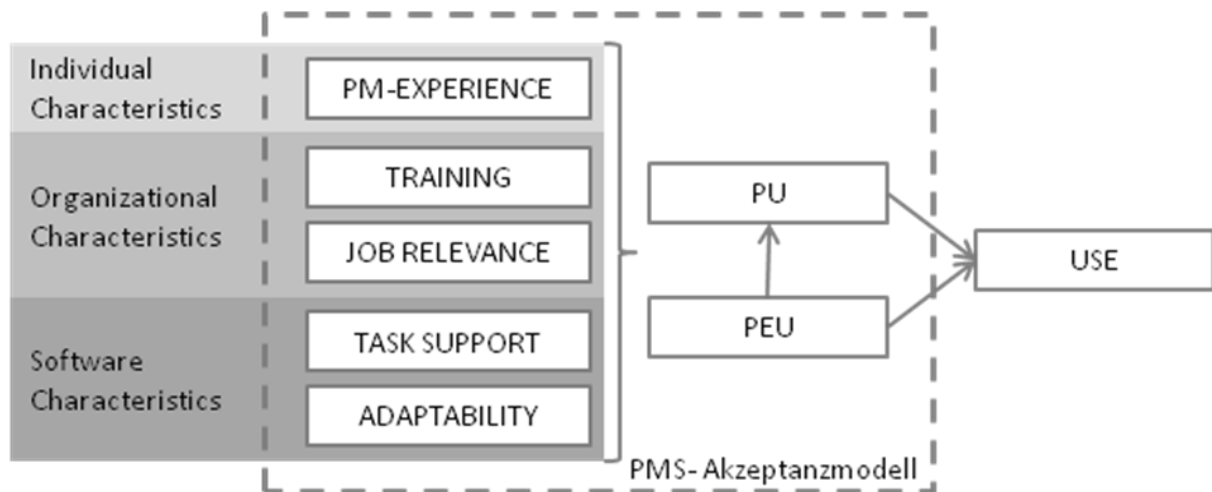 Individual
Characteristics
PM-EXPERIENCE
Organizational
Characteristics
TRAINING
JOB RELEVANCE
Software
Characteristics
TASK SUPPORT
ADAPTABILITY
PU
PEU
USE
PMS- Akzeptanzmodell